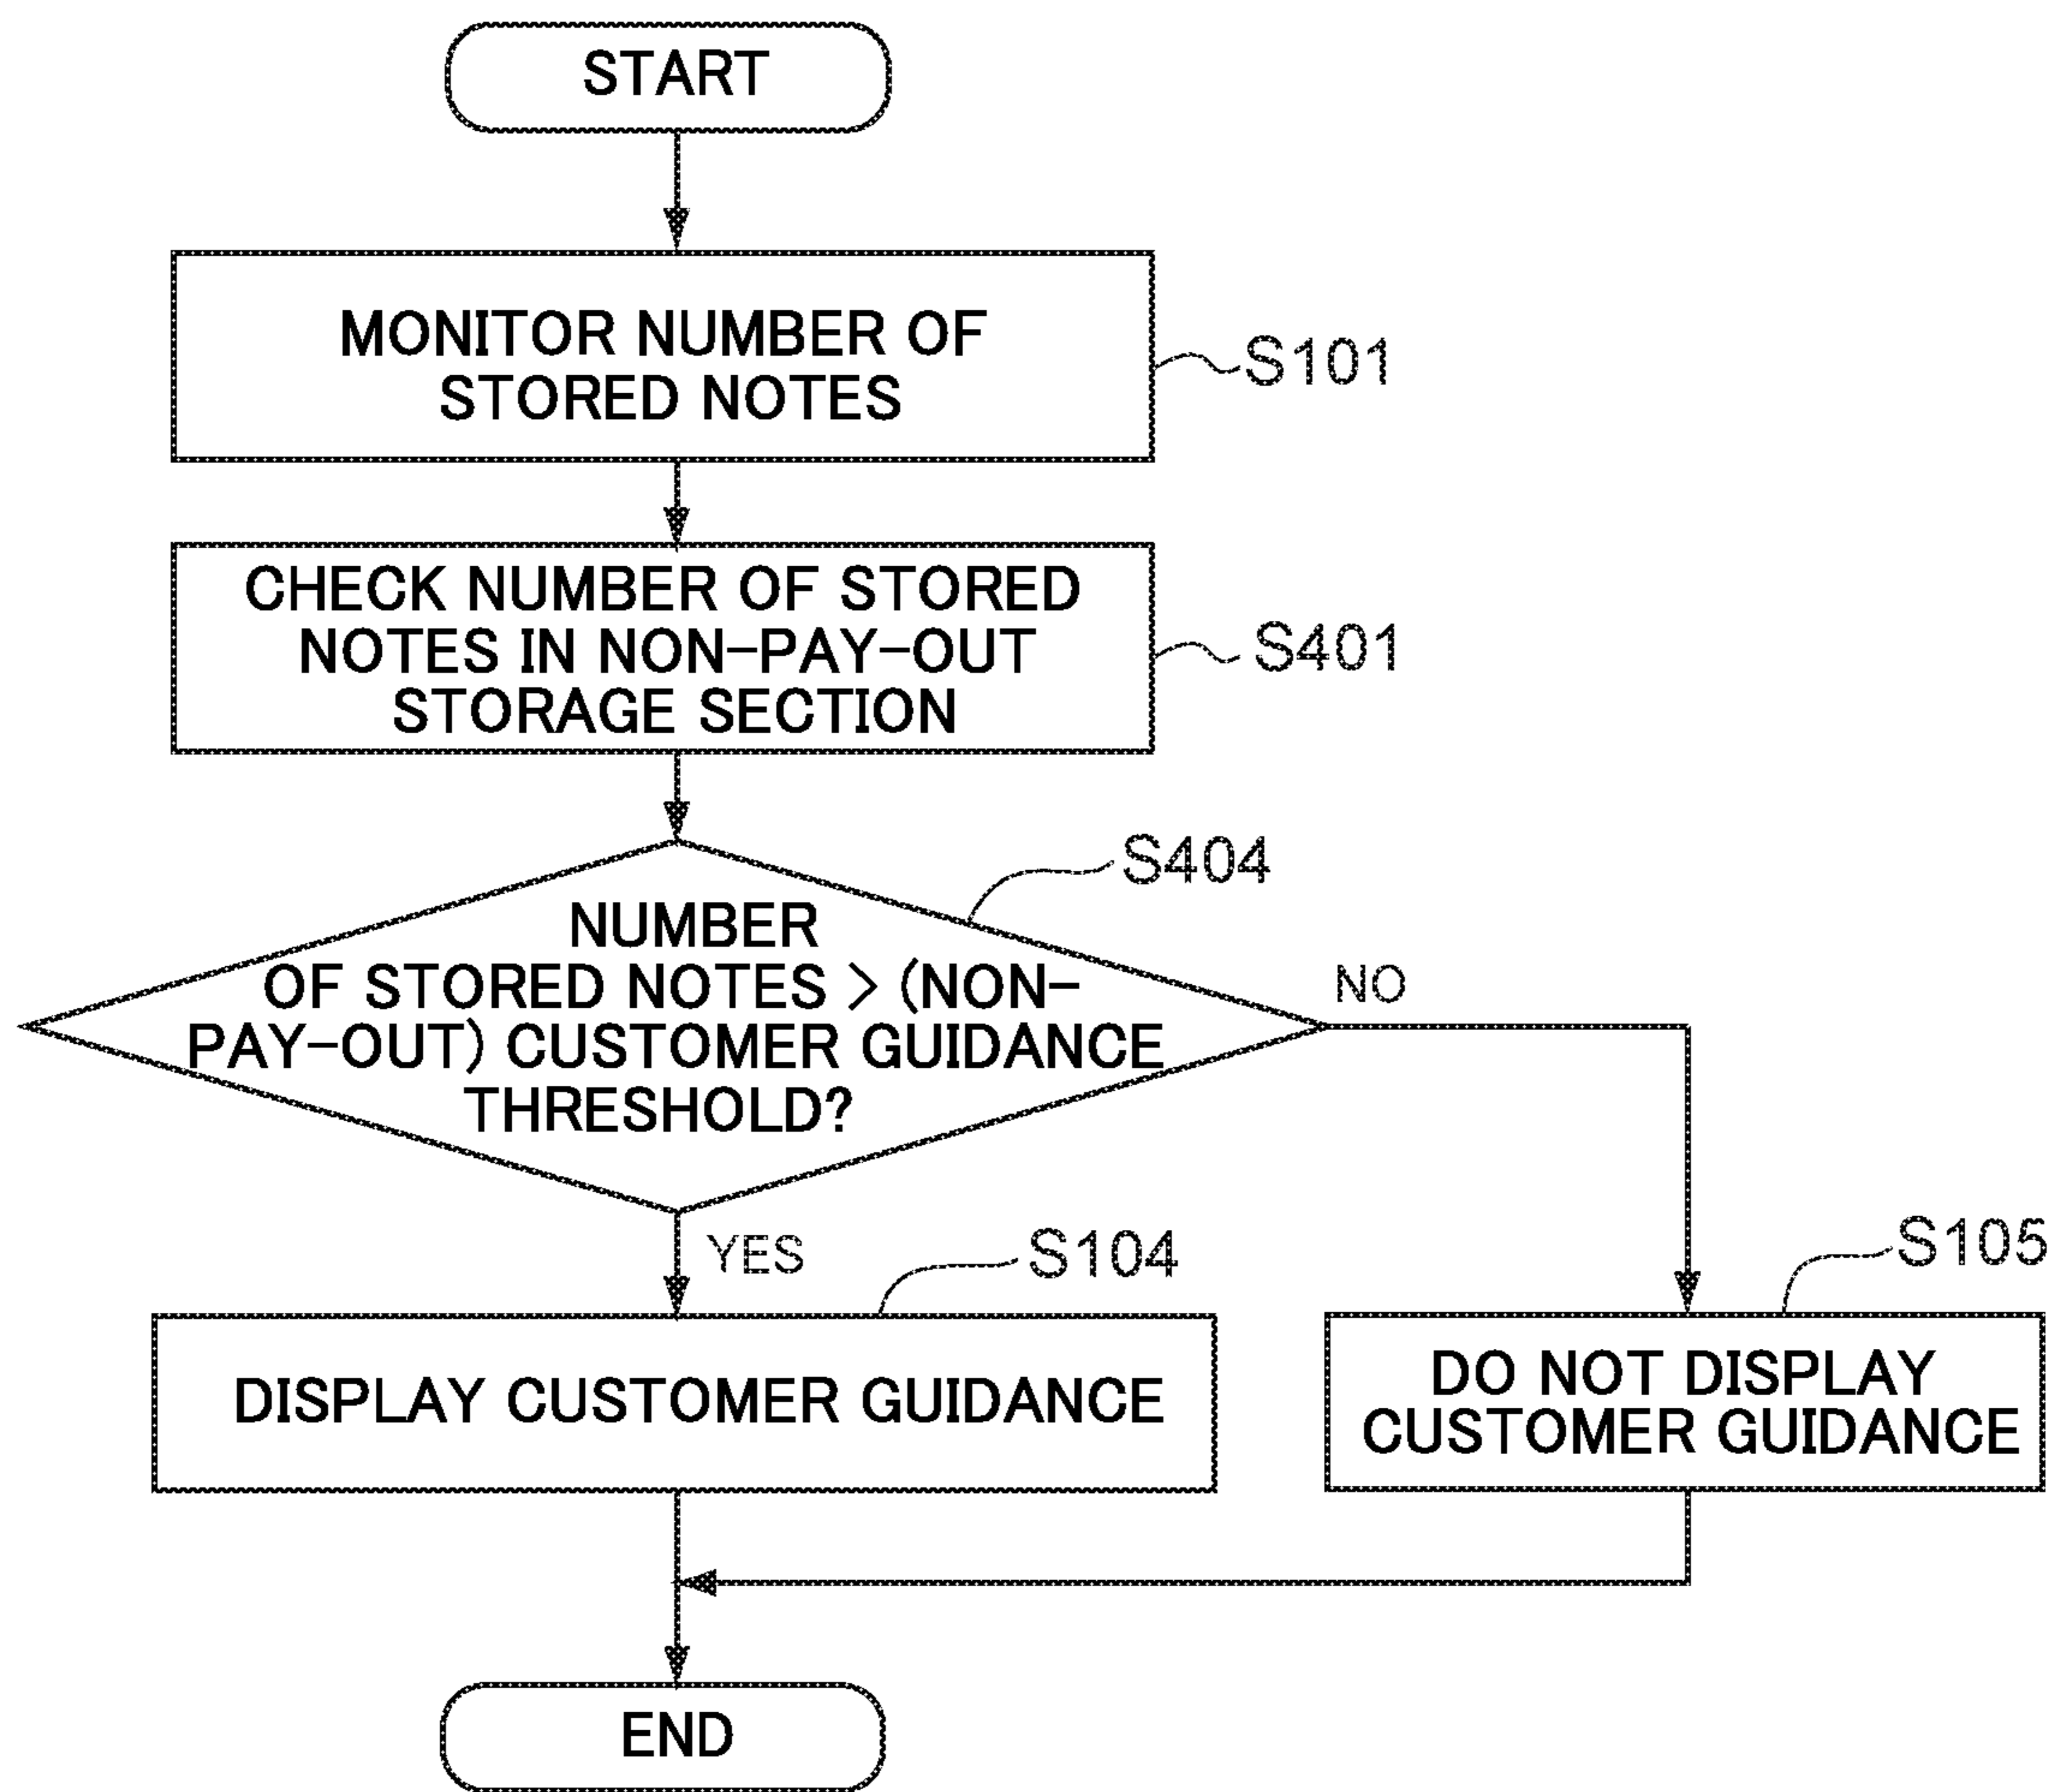 START
MONITOR NUMBER OF
STORED NOTES
S101
CHECK NUMBER OF STORED
NOTES IN NON-PAY-OUT
STORAGE SECTION
S401
S404
NUMBER
OF STORED NOTES > (NON-
PAY-OUT) CUSTOMER GUIDANCE
THRESHOLD?
NO
YES
S104
S105
DISPLAY CUSTOMER GUIDANCE
DO NOT DISPLAY
CUSTOMER GUIDANCE
END